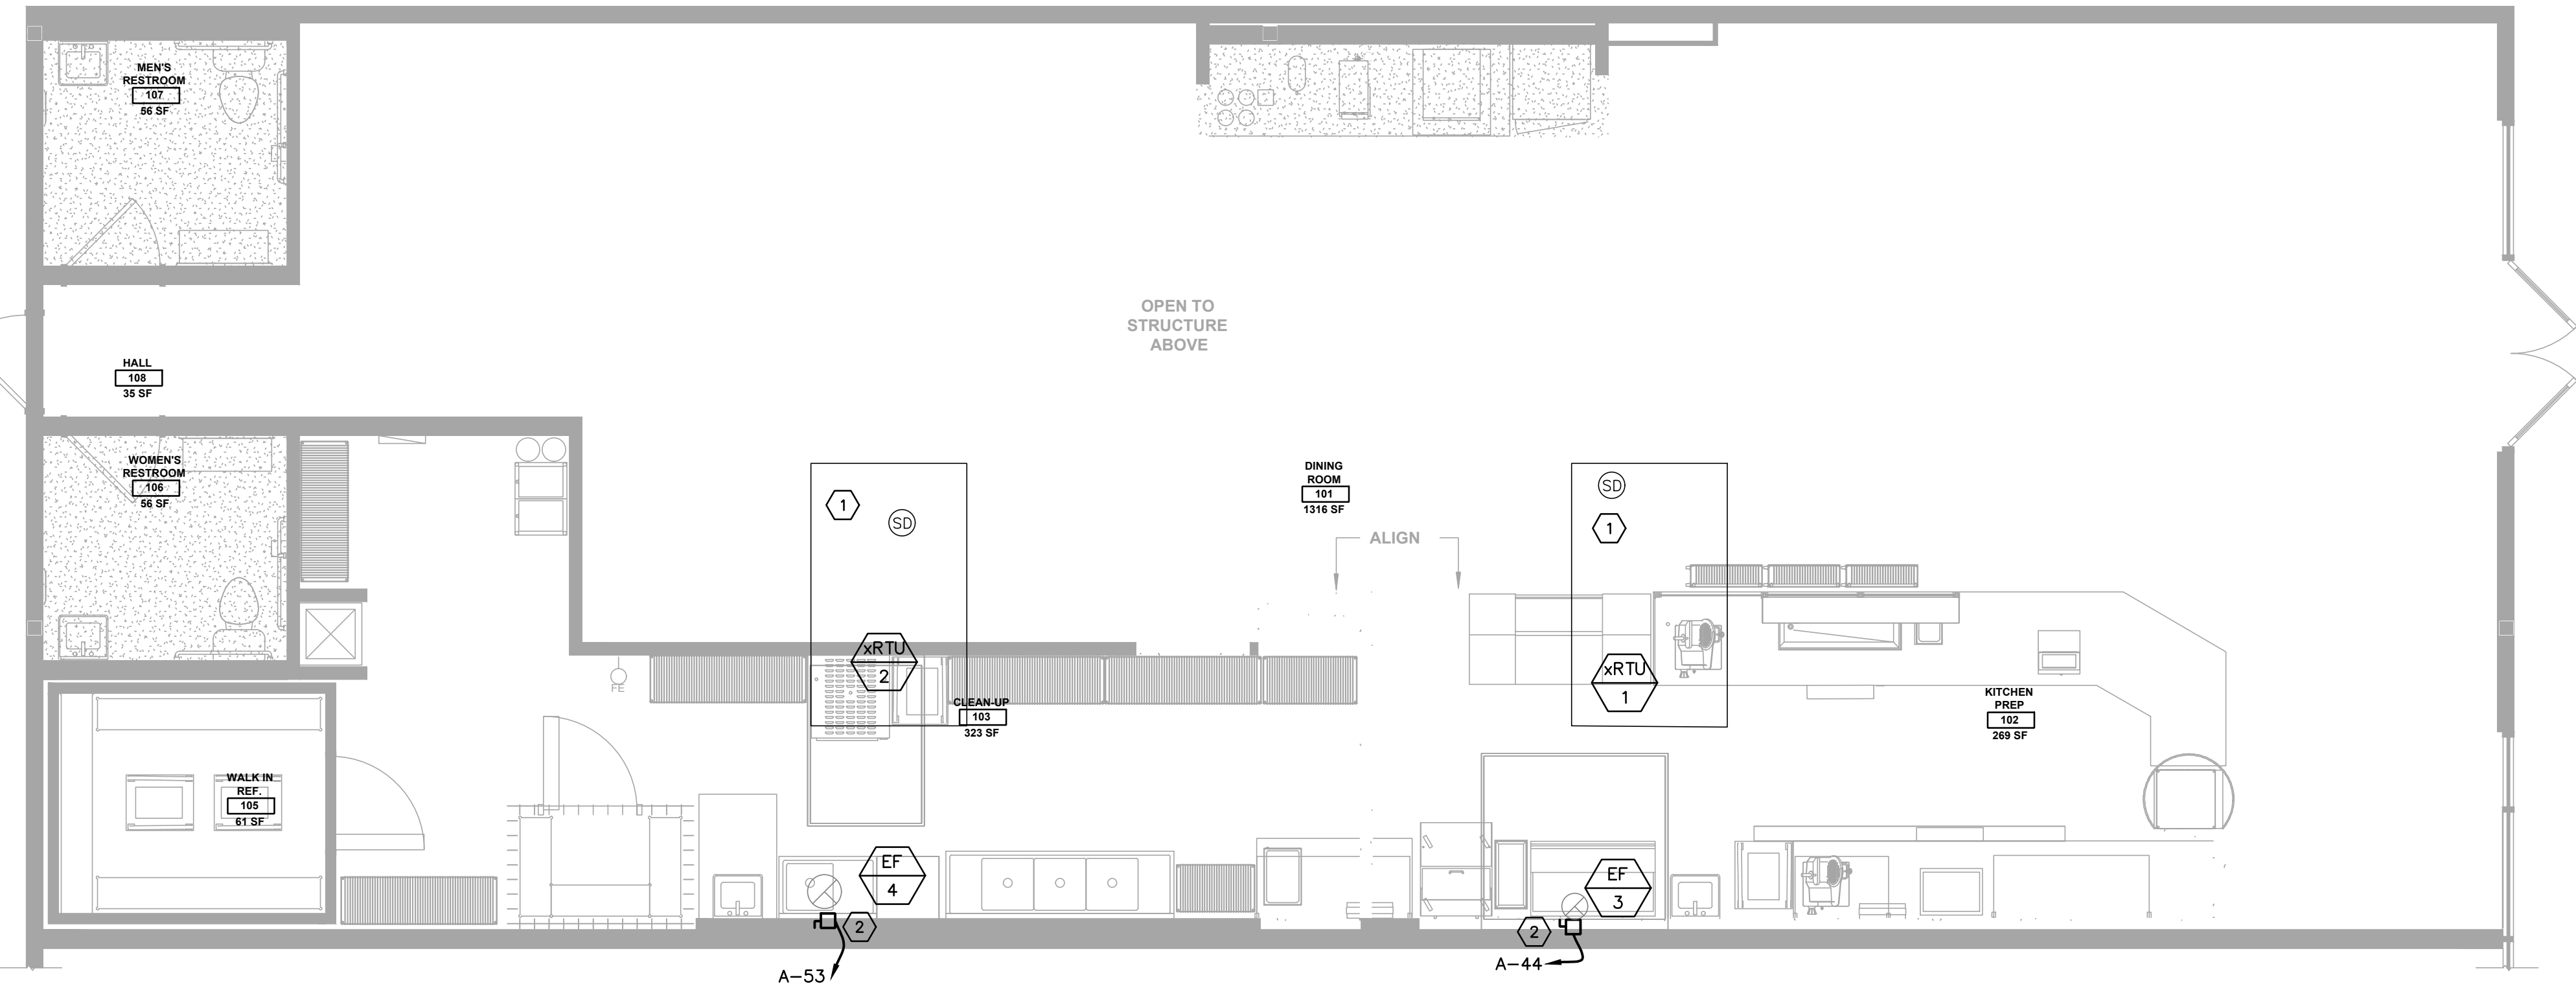 MEN'S
RESTROOM
107
56 SF
OPEN TO
STRUCTURE
ABOVE
HALL
108
35 SF
WOMEN'S
RESTROOM
106
56 SF
1
SD
DINING
ROOM
101
1316 SF
SD
1
ALIGN
xRTU
2
FE
CLEAN-UP
103
323 SF
xRTU
1
KITCHEN
PREP
102
269 SF
WALK IN
REF.
105
61 SF
EF
4
2
A-53
EF
3
2
A-44